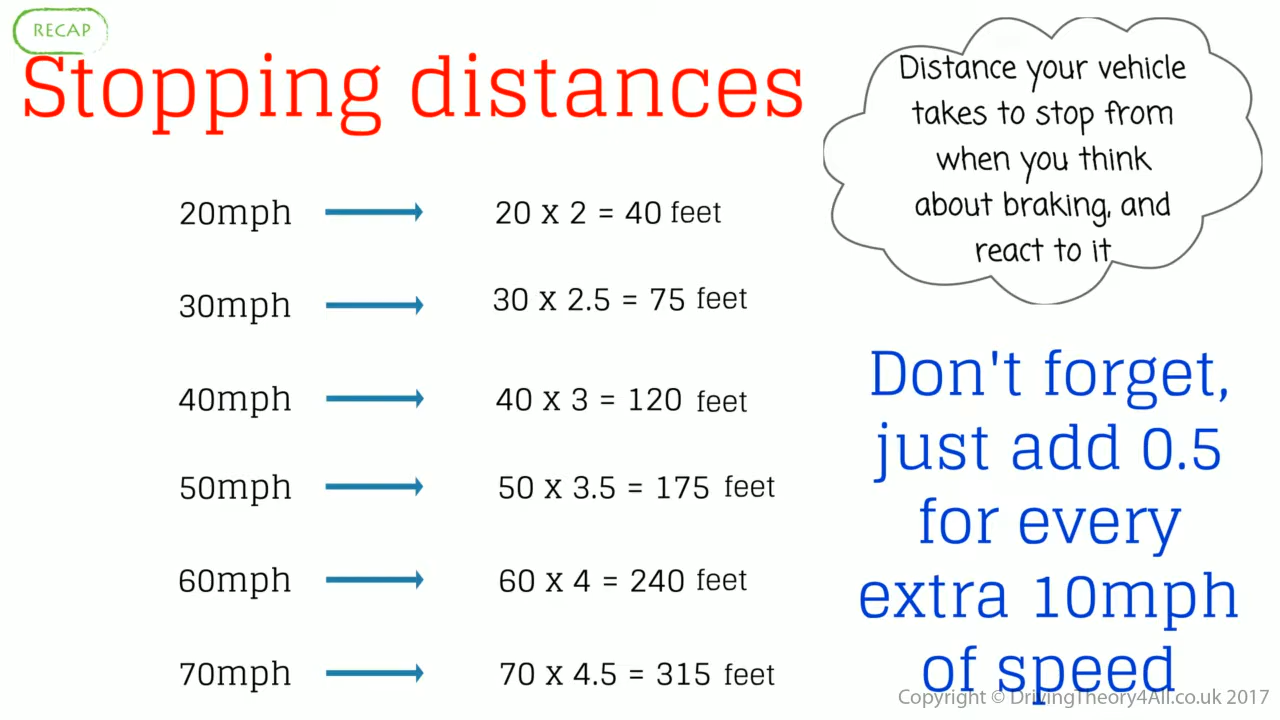 RECAP
Stopping distances
20mph 20 x 2 = 40 feet
30mph 30 x 2.5 = 75 feet
40mph 40 x 3 = 120 feet
50mph 50 x 3.5 = 175 feet
60mph 60 x 4 = 240 feet
70mph 70 x 4.5 = 315 feet
Distance your vehicle
takes to stop from
when you think
about braking, and
react to it
Don't forget,
just add 0.5
for every
extra 10mph
of speed
Copyright © DrivingTheory4All.co.uk 2017